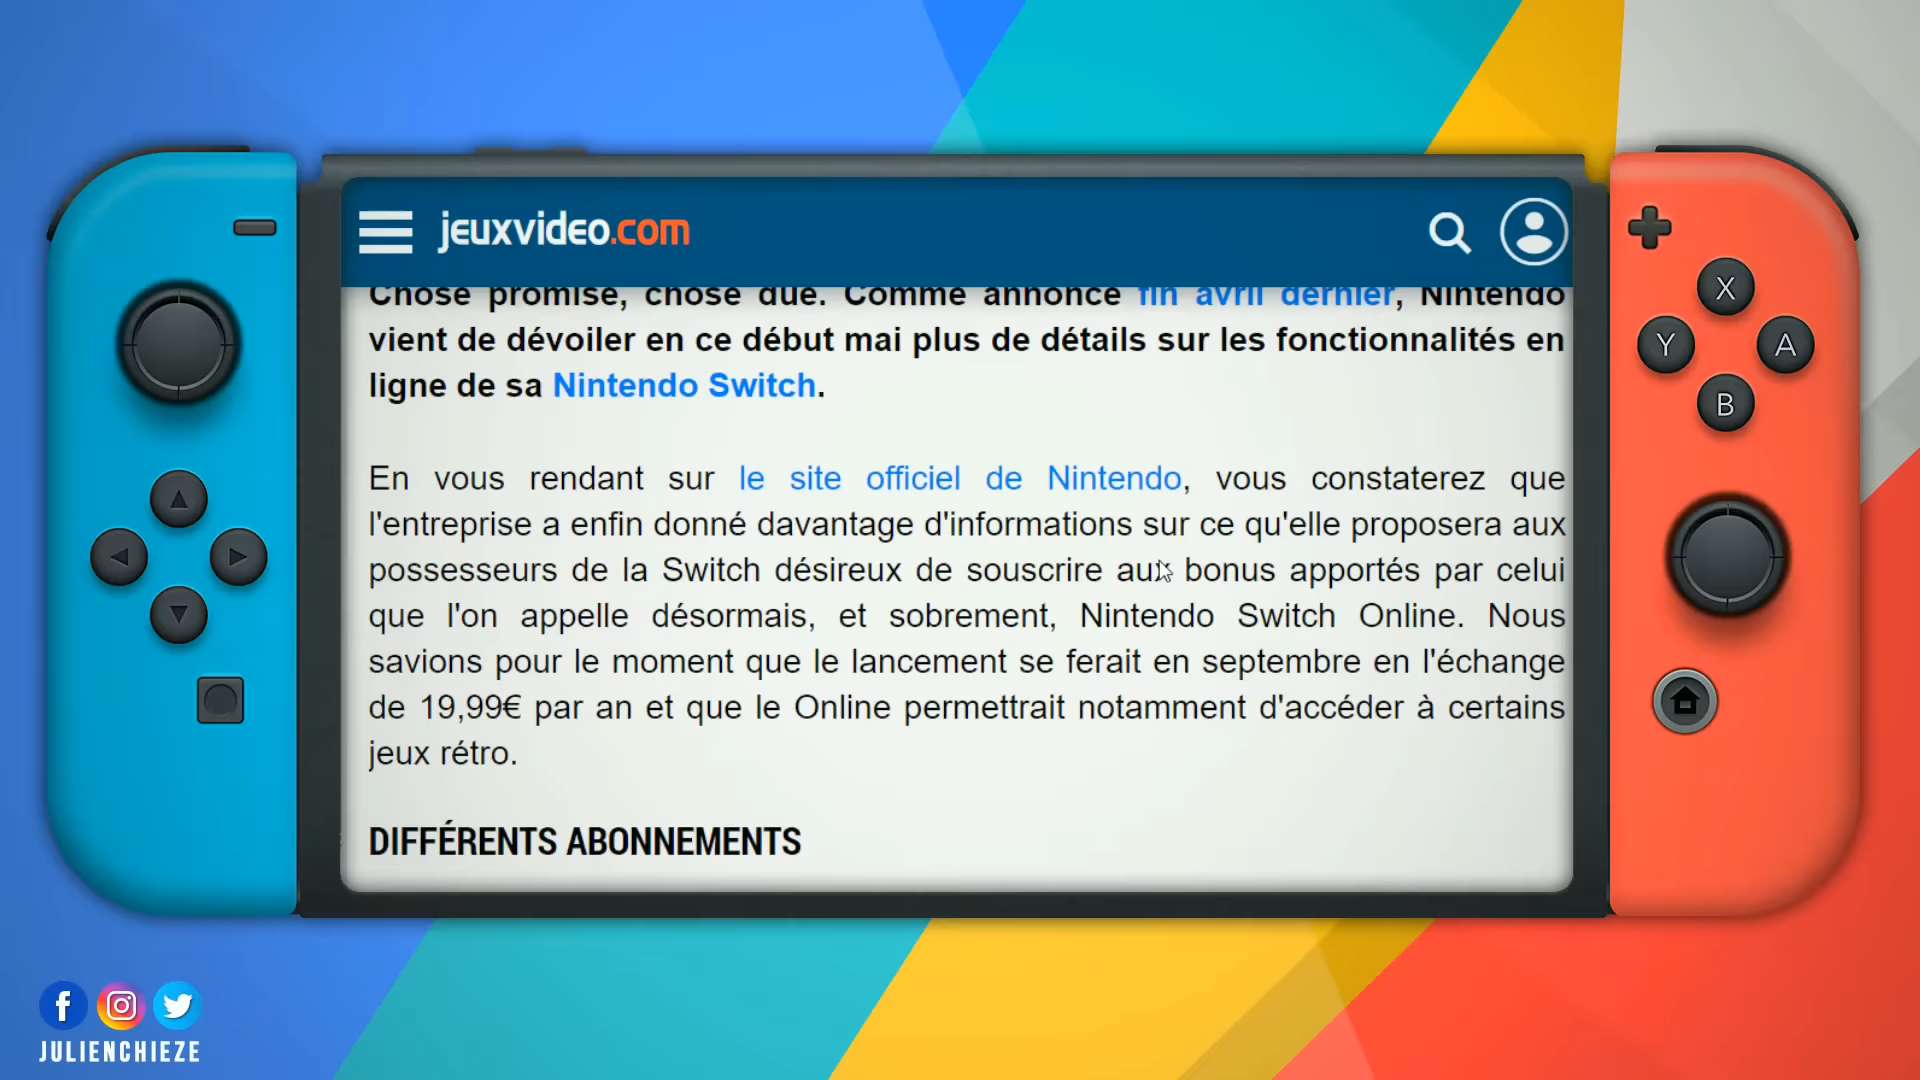 jeuxvideo.com
Chose promise, chose due. Comme annoncé fin avril dernier, Nintendo
vient de dévoiler en ce début mai plus de détails sur les fonctionnalités en
ligne de sa Nintendo Switch.
En vous rendant sur le site officiel de Nintendo, vous constaterez que
l'entreprise a enfin donné davantage d'informations sur ce qu'elle proposera aux
possesseurs de la Switch désireux de souscrire aux bonus apportés par celui
que l'on appelle désormais, et sobrement, Nintendo Switch Online. Nous
savions pour le moment que le lancement se ferait en septembre en l'échange
de 19,99€ par an et que le Online permettrait notamment d'accéder à certains
jeux rétro.
DIFFÉRENTS ABONNEMENTS
X
Y
A
B
JULIENCHIEZE